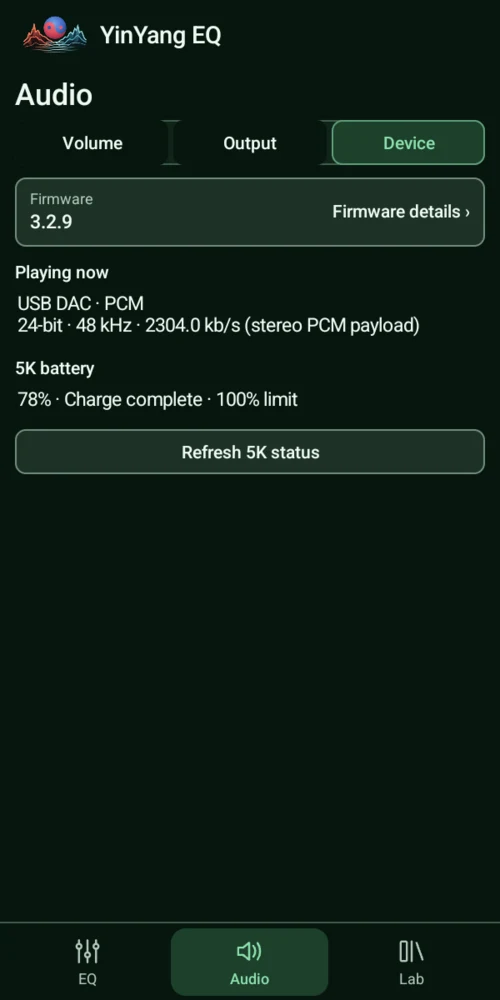 YinYang EQ
Audio
Volume
Output
Device
Firmware
3.2.9
Firmware details ›
Playing now
USB DAC · PCM
24-bit · 48 kHz · 2304.0 kb/s (stereo PCM payload)
5K battery
78% · Charge complete · 100% limit
Refresh 5K status
EQ
Audio
Lab